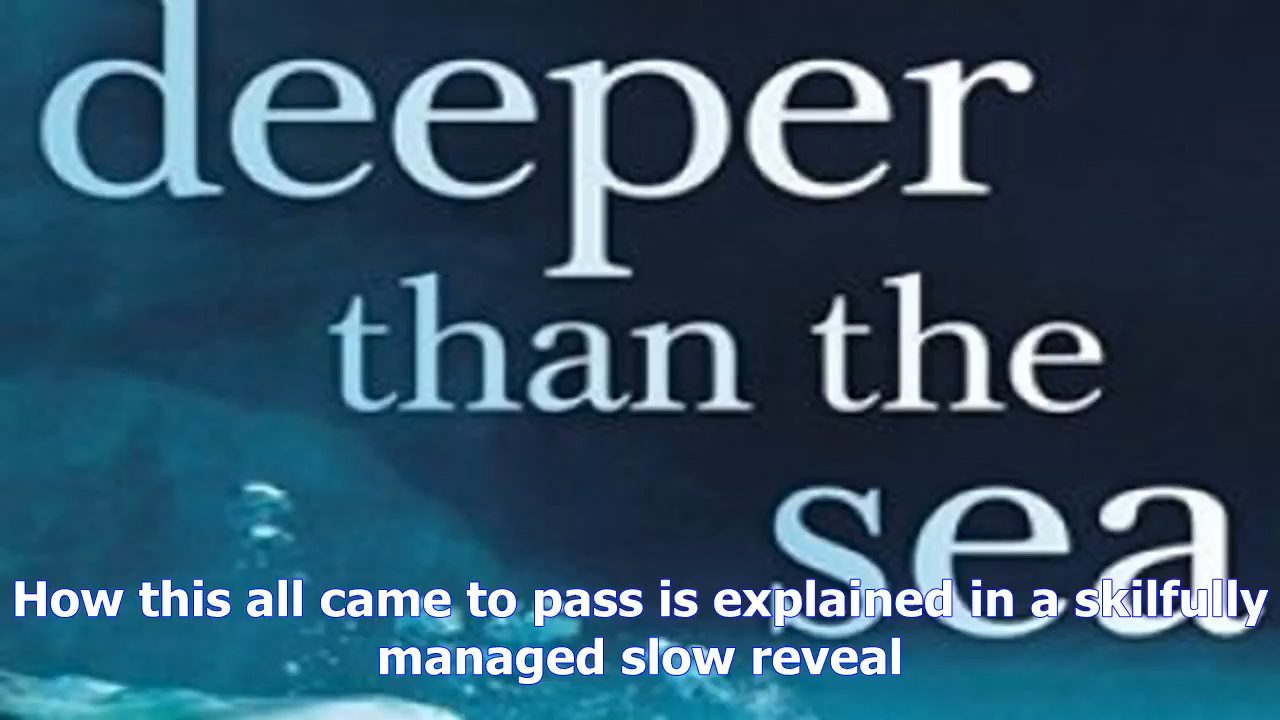 deeper
than the
sea
How this all came to pass is explained in a skilfully
managed slow reveal